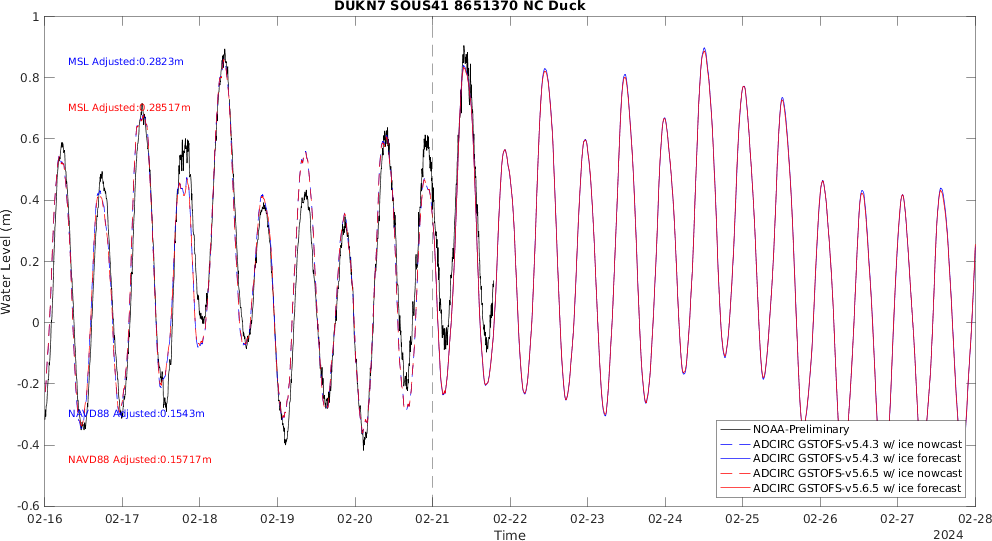 DUKN7 SOUS41 8651370 NC Duck
1
0.8
0.6
0.4
0.2
0
-0.2
-0.4
-0.6
Water Level (m)
MSL Adjusted:0.2823m
MSL Adjusted:0.28517m
NAVD88 Adjusted:0.1543m
NAVD88 Adjusted:0.15717m
NOAA-Preliminary
ADCIRC GSTOFS-v5.4.3 w/ ice nowcast
ADCIRC GSTOFS-v5.4.3 w/ ice forecast
ADCIRC GSTOFS-v5.6.5 w/ ice nowcast
ADCIRC GSTOFS-v5.6.5 w/ ice forecast
02-16 02-17 02-18 02-19 02-20 02-21 02-22 02-23 02-24 02-25 02-26 02-27 02-28
Time
2024